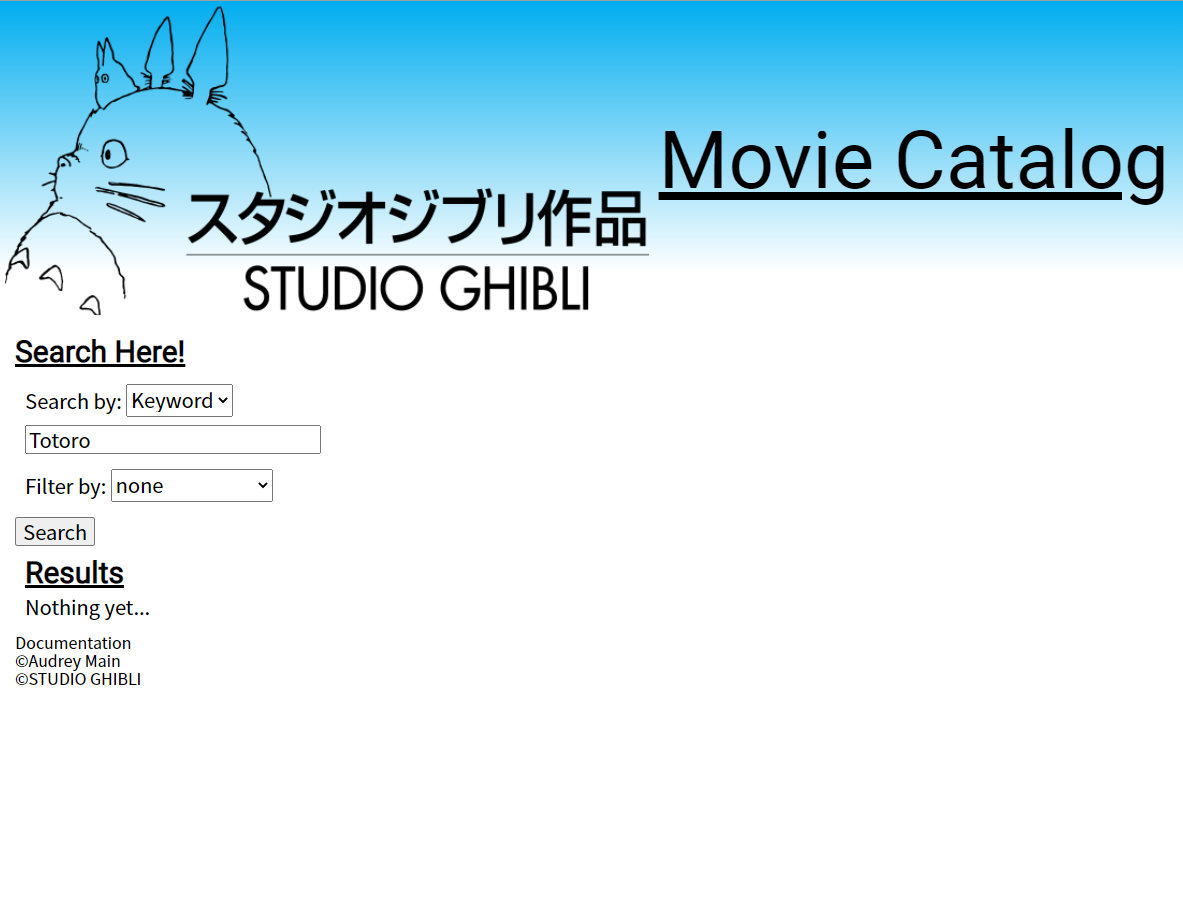 スタジオジブリ作品
STUDIO GHIBLI
Movie Catalog
Search Here!
Search by: Keyword
Totoro
Filter by: none
Search
Results
Nothing yet...
Documentation
©Audrey Main
©STUDIO GHIBLI